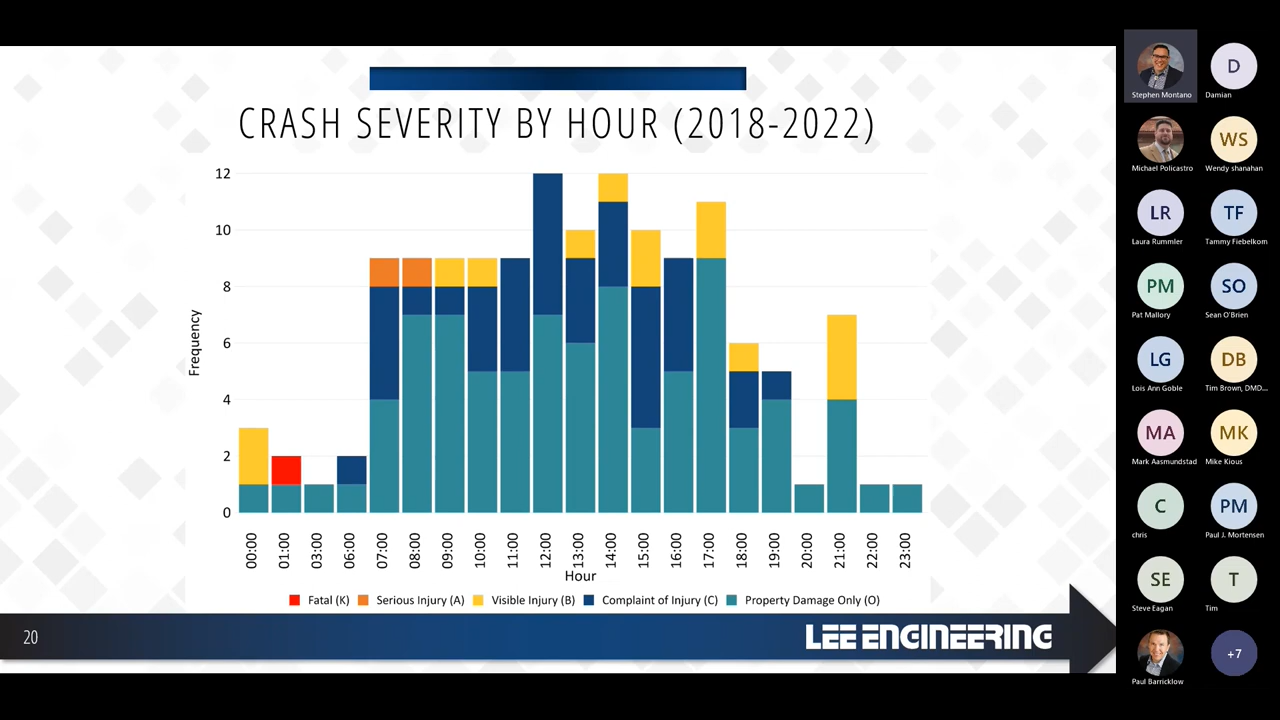 CRASH SEVERITY BY HOUR (2018-2022)
12
10
8
6
4
2
0
Frequency
00:00 01:00 03:00 06:00 07:00 08:00 09:00 10:00 11:00 12:00 13:00 14:00 15:00 16:00 17:00 18:00 19:00 20:00 21:00 22:00 23:00
Hour
Fatal (K) Serious Injury (A) Visible Injury (B) Complaint of Injury (C) Property Damage Only (O)
20
LEE ENGINEERING
D
Stephen Montano Damian
WS
Michael Policastro Wendy shanahan
LR TF
Laura Rummler Tammy Fiebelkorn
PM SO
Pat Mallory Sean O'Brien
LG DB
Lois Ann Goble Tim Brown, DMD...
MA MK
Mark Aasmundstad Mike Kious
C PM
chris Paul J. Mortensen
SE T
Steve Eagan Tim
+7
Paul Barricklow